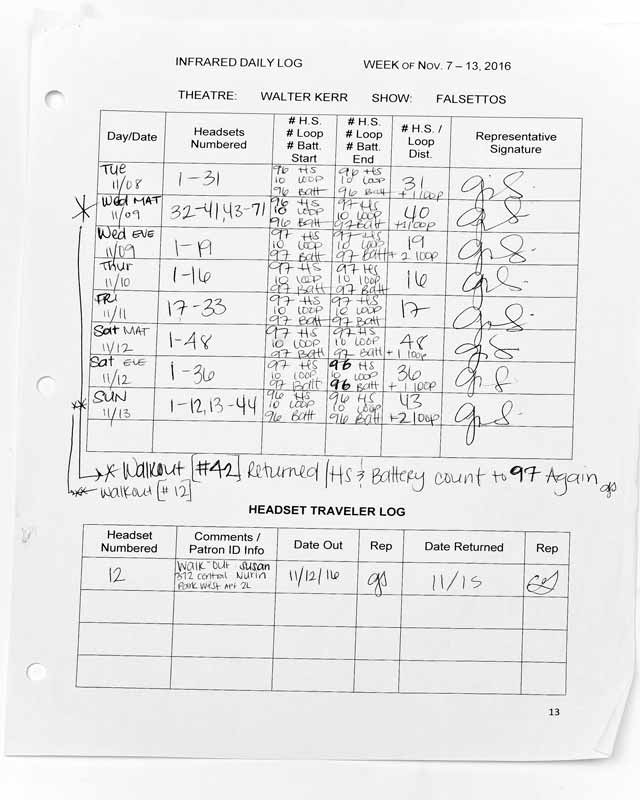 INFRARED DAILY LOG WEEK OF NOV. 7 – 13, 2016
THEATRE: WALTER KERR SHOW: FALSETTOS
Day/Date Headsets Numbered # H.S. # Loop # Batt. Start # H.S. # Loop # Batt. End # H.S. / Loop Dist. Representative Signature
Tue 11/08 1-31 96 HS 10 LOOP 96 Batt 96 HS 10 LOOP 96 Batt 31 + 1 loop
* Wed MAT 11/09 32-41,43-71 96 HS 10 LOOP 96 Batt 97 HS 10 LOOP 97 Batt 40 +1 loop
Wed EVE 11/09 1-19 97 HS 10 LOOP 97 Batt 97 HS 10 LOOP 97 Batt 19 + 2 loop
Thur 11/10 1-16 97 HS 10 LOOP 97 Batt 97 HS 10 LOOP 97 Batt 16
FRI 11/11 17-33 97 HS 10 LOOP 97 Batt 97 HS 10 LOOP 97 Batt 17
Sat MAT 11/12 1-48 97 HS 10 LOOP 97 Batt 97 HS 10 LOOP 97 Batt 48 + 1 loop
Sat EVE 11/12 1-36 97 HS 10 LOOP 97 Batt 96 HS 10 LOOP 96 Batt 36 + 1 loop
** SUN 11/13 1-12,13-44 96 HS 10 LOOP 96 Batt 96 HS 10 LOOP 96 Batt 43 +2 loop
* Walkout [#42] Returned / HS & Battery count to 97 Again gs
** Walkout [#12]
HEADSET TRAVELER LOG
Headset Numbered Comments / Patron ID Info Date Out Rep Date Returned Rep
12 Walk-out Susan 372 Central Nurin Park West Apt 2L 11/12/16 gs 11/15
13